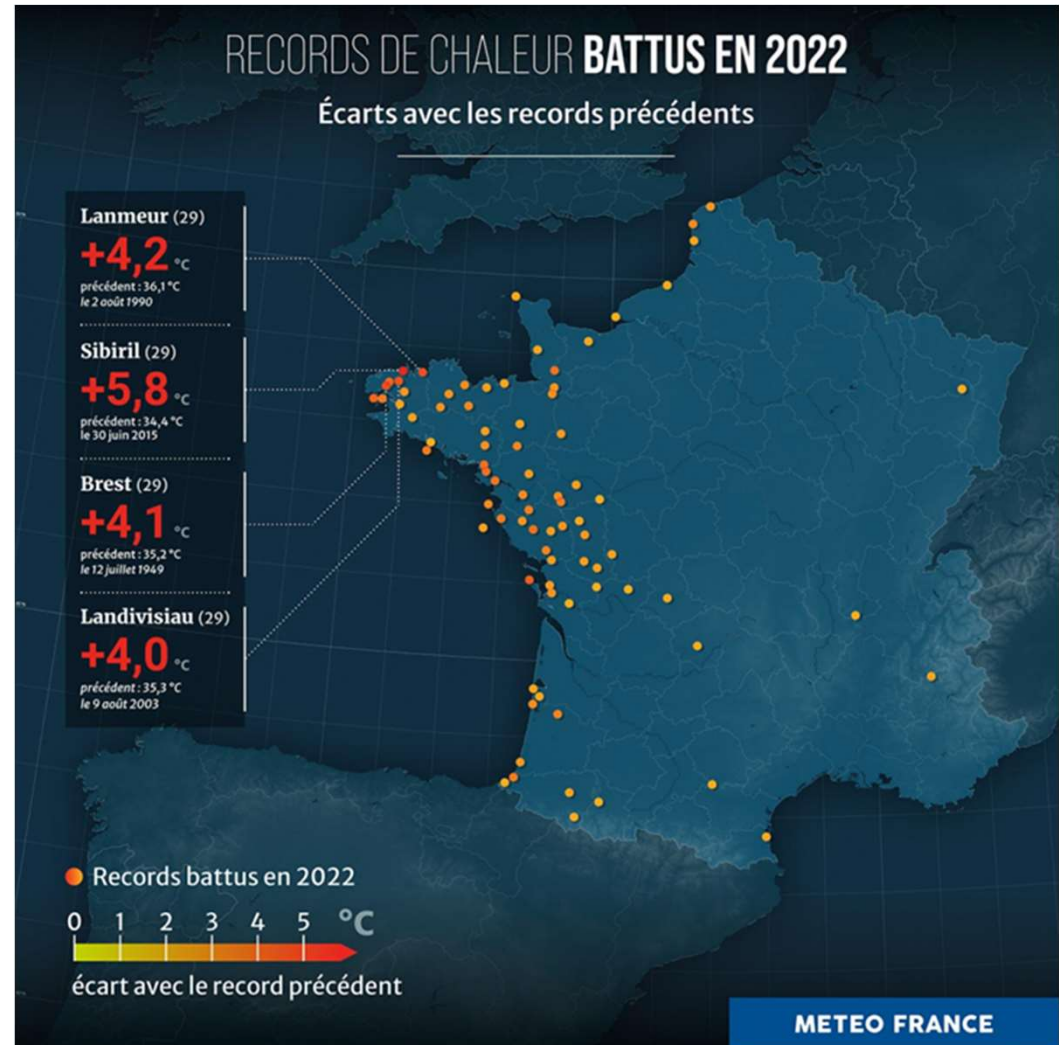 RECORDS DE CHALEUR BATTUS EN 2022
Écarts avec les records précédents
Lanmeur (29)
+4,2 °C
précédent : 36,1 °C
le 2 août 1990
Sibiril (29)
+5,8 °C
précédent : 34,4 °C
le 30 juin 2015
Brest (29)
+4,1 °C
précédent : 35,2 °C
le 12 juillet 1949
Landivisiau (29)
+4,0 °C
précédent : 35,3 °C
le 9 août 2003
Records battus en 2022
0 1 2 3 4 5 °C
écart avec le record précédent
METEO FRANCE